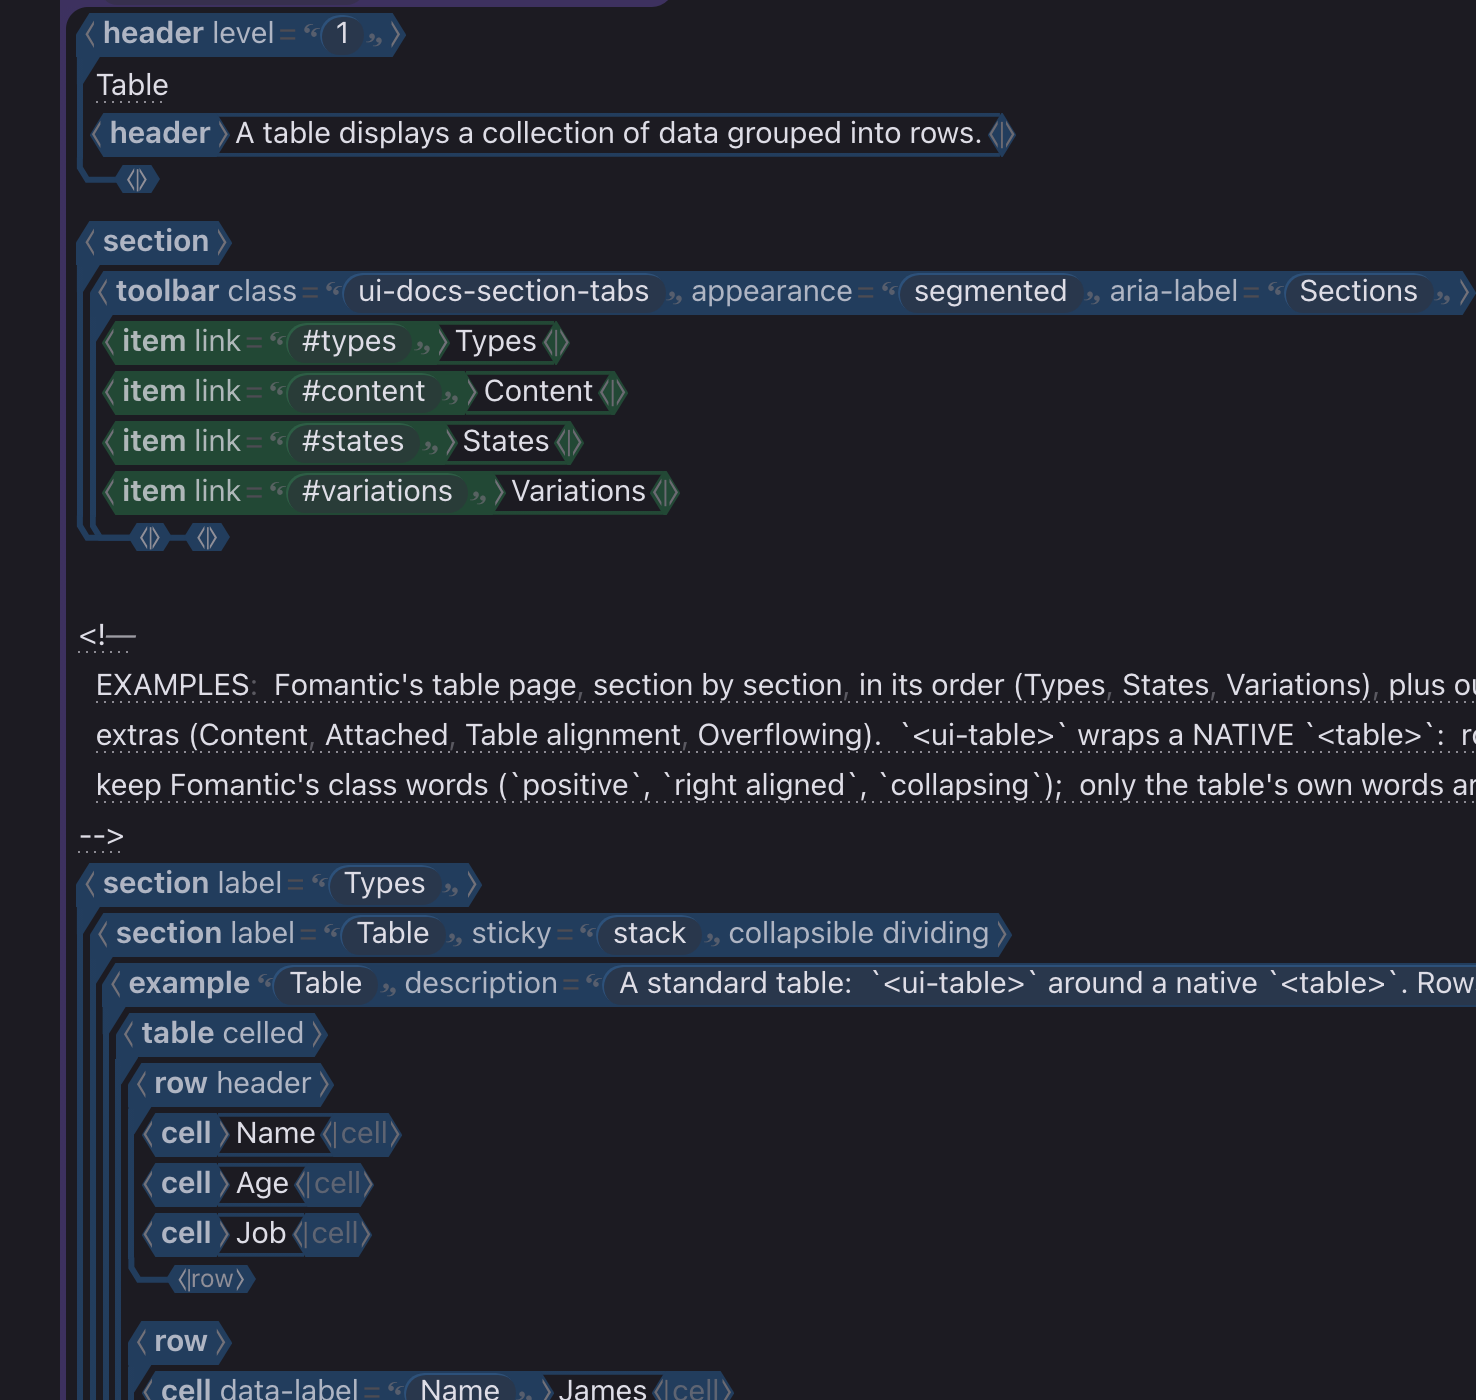 ⟨header level=“1”⟩
Table
⟨header⟩A table displays a collection of data grouped into rows.⟨|⟩
⟨|⟩
⟨section⟩
⟨toolbar class=“ui-docs-section-tabs” appearance=“segmented” aria-label=“Sections”⟩
⟨item link=“#types”⟩Types⟨|⟩
⟨item link=“#content”⟩Content⟨|⟩
⟨item link=“#states”⟩States⟨|⟩
⟨item link=“#variations”⟩Variations⟨|⟩
⟨|⟩ ⟨|⟩
<!—
EXAMPLES: Fomantic's table page, section by section, in its order (Types, States, Variations), plus
extras (Content, Attached, Table alignment, Overflowing). `<ui-table>` wraps a NATIVE `<table>`:
keep Fomantic's class words (`positive`, `right aligned`, `collapsing`); only the table's own words
-->
⟨section label=“Types”⟩
⟨section label=“Table” sticky=“stack” collapsible dividing⟩
⟨example “Table” description=“A standard table: `<ui-table>` around a native `<table>`. Row
⟨table celled⟩
⟨row header⟩
⟨cell⟩Name⟨|cell⟩
⟨cell⟩Age⟨|cell⟩
⟨cell⟩Job⟨|cell⟩
⟨|row⟩
⟨row⟩
⟨cell data-label=“Name”⟩James⟨|cell⟩